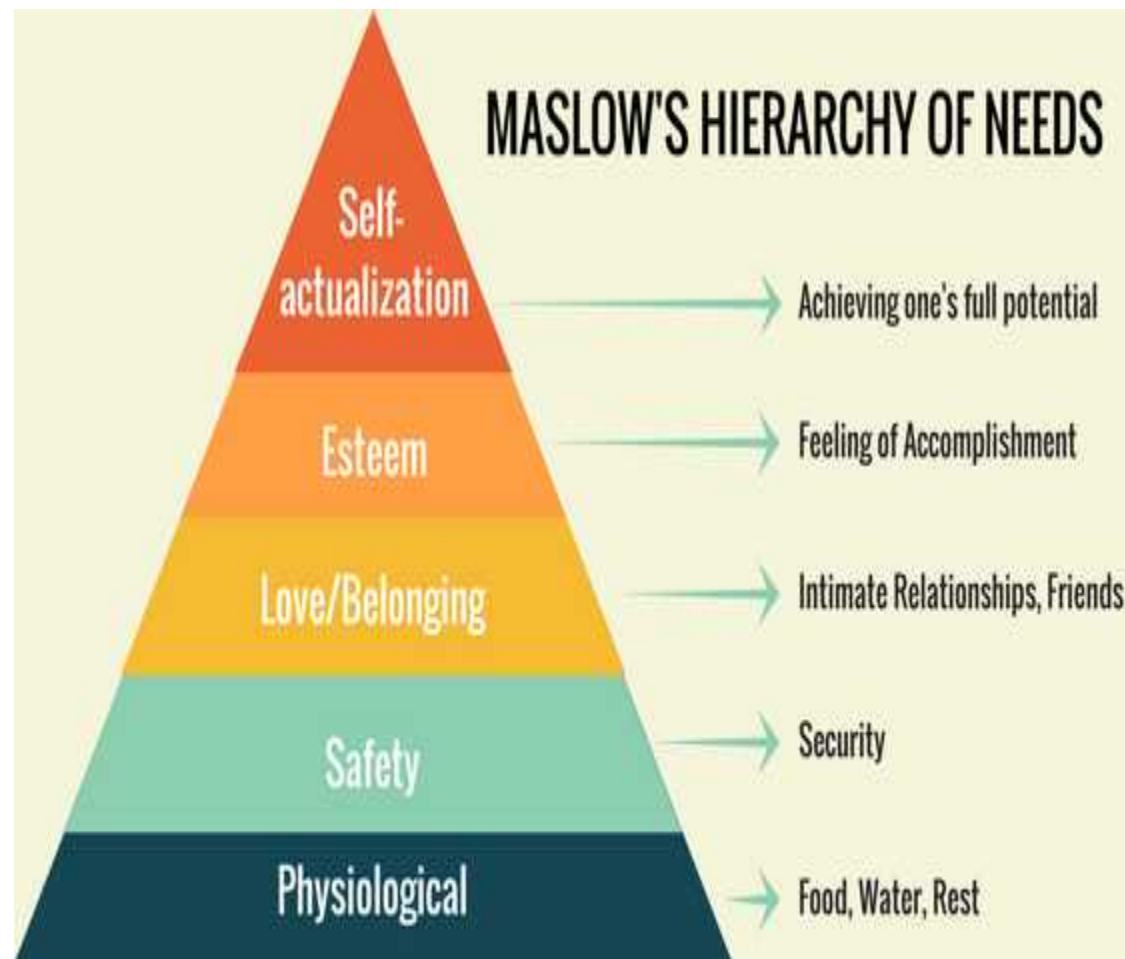 MASLOW'S HIERARCHY OF NEEDS
Self-
actualization
Achieving one's full potential
Esteem
Feeling of Accomplishment
Love/Belonging
Intimate Relationships, Friends
Safety
Security
Physiological
Food, Water, Rest